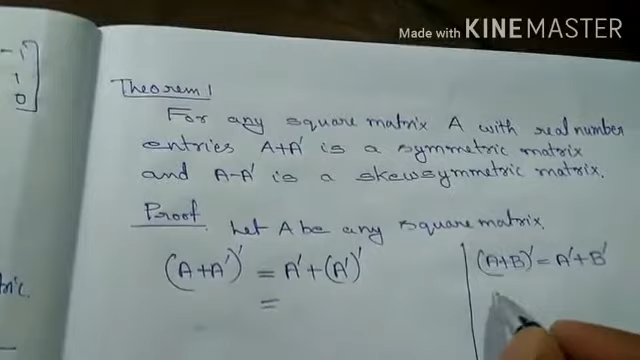 Made with KINEMASTER
-1
1
0
Theorem 1
For any square matrix A with real number
entries A+A' is a symmetric matrix
and A-A' is a skewsymmetric matrix.
Proof. Let A be any square matrix.
(A+A')' = A'+(A')'
=
(A+B)' = A'+B'